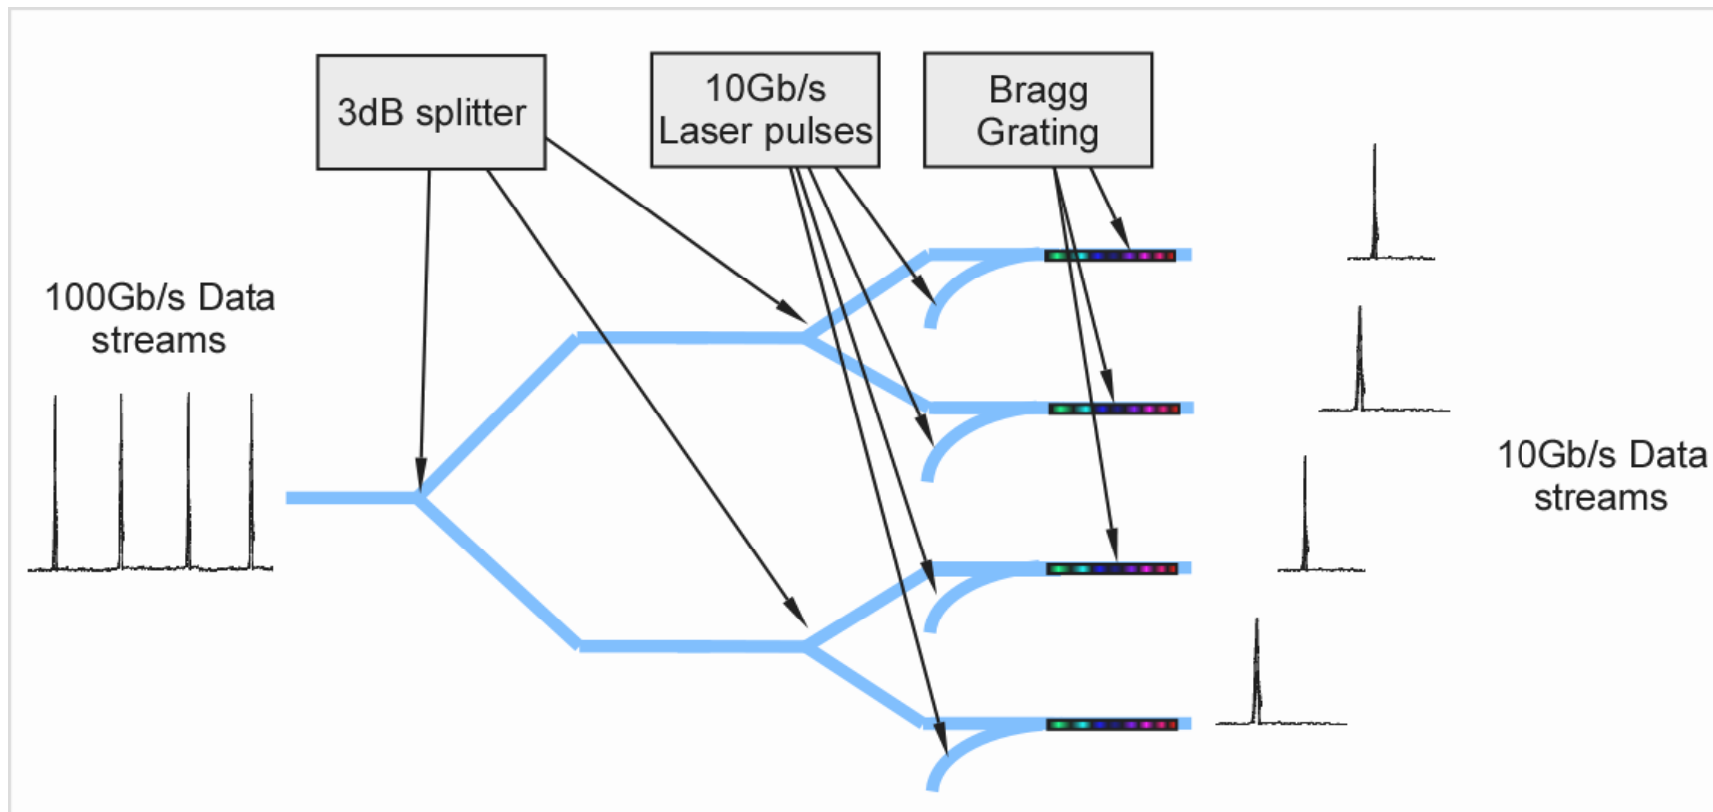 3dB splitter
10Gb/s
Laser pulses
Bragg
Grating
100Gb/s Data
streams
10Gb/s Data
streams